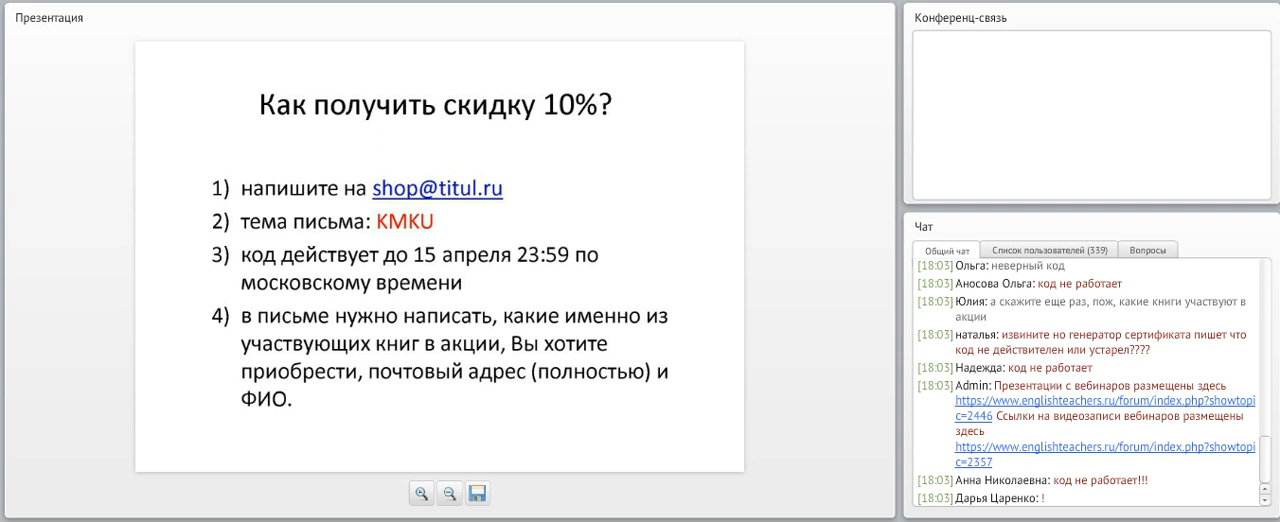 Презентация
Как получить скидку 10%?
1) напишите на shop@titul.ru
2) тема письма: KMKU
3) код действует до 15 апреля 23:59 по
московскому времени
4) в письме нужно написать, какие именно из
участвующих книг в акции, Вы хотите
приобрести, почтовый адрес (полностью) и
ФИО.
Конференц-связь
Чат
Общий чат
Список пользователей (339)
Вопросы
[18:03] Ольга: неверный код
[18:03] Аносова Ольга: код не работает
[18:03] Юлия: а скажите еще раз, пож, какие книги участвуют в
акции
[18:03] наталья: извините но генератор сертификата пишет что
код не действителен или устарел????
[18:03] Надежда: код не работает
[18:03] Admin: Презентации с вебинаров размещены здесь
https://www.englishteachers.ru/forum/index.php?showtopi
c=2446 Ссылки на видеозаписи вебинаров размещены
здесь
https://www.englishteachers.ru/forum/index.php?showtopi
c=2357
[18:03] Анна Николаевна: код не работает!!!
[18:03] Дарья Царенко: !